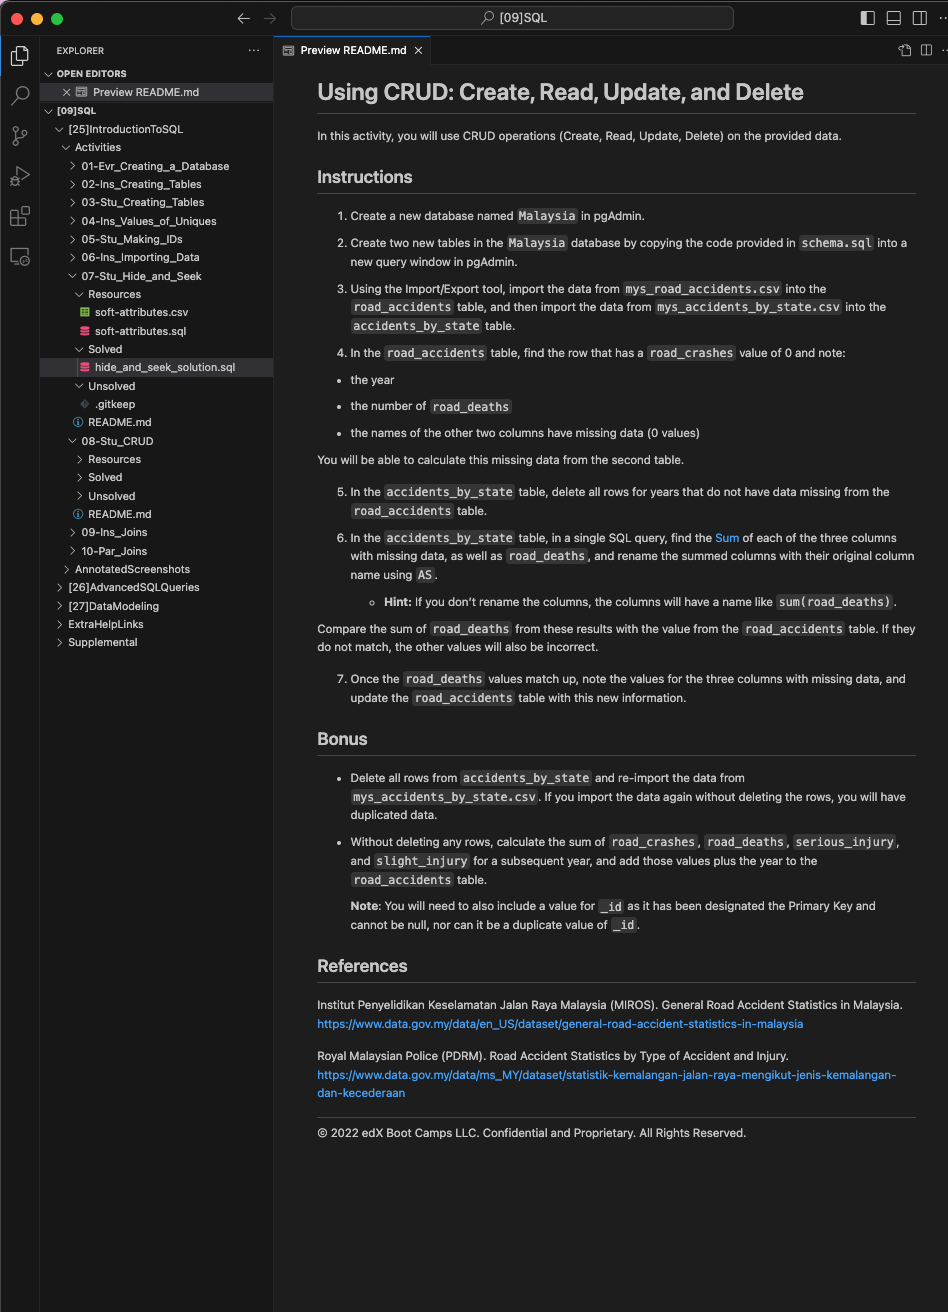 [09]SQL
EXPLORER
Preview README.md
OPEN EDITORS
Preview README.md
[09]SQL
[25]IntroductionToSQL
Activities
01-Evr_Creating_a_Database
02-Ins_Creating_Tables
03-Stu_Creating_Tables
04-Ins_Values_of_Uniques
05-Stu_Making_IDs
06-Ins_Importing_Data
07-Stu_Hide_and_Seek
Resources
soft-attributes.csv
soft-attributes.sql
Solved
hide_and_seek_solution.sql
Unsolved
.gitkeep
README.md
08-Stu_CRUD
Resources
Solved
Unsolved
README.md
09-Ins_Joins
10-Par_Joins
AnnotatedScreenshots
[26]AdvancedSQLQueries
[27]DataModeling
ExtraHelpLinks
Supplemental
Using CRUD: Create, Read, Update, and Delete
In this activity, you will use CRUD operations (Create, Read, Update, Delete) on the provided data.
Instructions
1. Create a new database named Malaysia in pgAdmin.
2. Create two new tables in the Malaysia database by copying the code provided in schema.sql into a
new query window in pgAdmin.
3. Using the Import/Export tool, import the data from mys_road_accidents.csv into the
road_accidents table, and then import the data from mys_accidents_by_state.csv into the
accidents_by_state table.
4. In the road_accidents table, find the row that has a road_crashes value of 0 and note:
• the year
• the number of road_deaths
• the names of the other two columns have missing data (0 values)
You will be able to calculate this missing data from the second table.
5. In the accidents_by_state table, delete all rows for years that do not have data missing from the
road_accidents table.
6. In the accidents_by_state table, in a single SQL query, find the Sum of each of the three columns
with missing data, as well as road_deaths, and rename the summed columns with their original column
name using AS.
Hint: If you don't rename the columns, the columns will have a name like sum(road_deaths).
Compare the sum of road_deaths from these results with the value from the road_accidents table. If they
do not match, the other values will also be incorrect.
7. Once the road_deaths values match up, note the values for the three columns with missing data, and
update the road_accidents table with this new information.
Bonus
• Delete all rows from accidents_by_state and re-import the data from
mys_accidents_by_state.csv. If you import the data again without deleting the rows, you will have
duplicated data.
• Without deleting any rows, calculate the sum of road_crashes, road_deaths, serious_injury,
and slight_injury for a subsequent year, and add those values plus the year to the
road_accidents table.
Note: You will need to also include a value for _id as it has been designated the Primary Key and
cannot be null, nor can it be a duplicate value of _id.
References
Institut Penyelidikan Keselamatan Jalan Raya Malaysia (MIROS). General Road Accident Statistics in Malaysia.
https://www.data.gov.my/data/en_US/dataset/general-road-accident-statistics-in-malaysia
Royal Malaysian Police (PDRM). Road Accident Statistics by Type of Accident and Injury.
https://www.data.gov.my/data/ms_MY/dataset/statistik-kemalangan-jalan-raya-mengikut-jenis-kemalangan-
dan-kecederaan
© 2022 edX Boot Camps LLC. Confidential and Proprietary. All Rights Reserved.